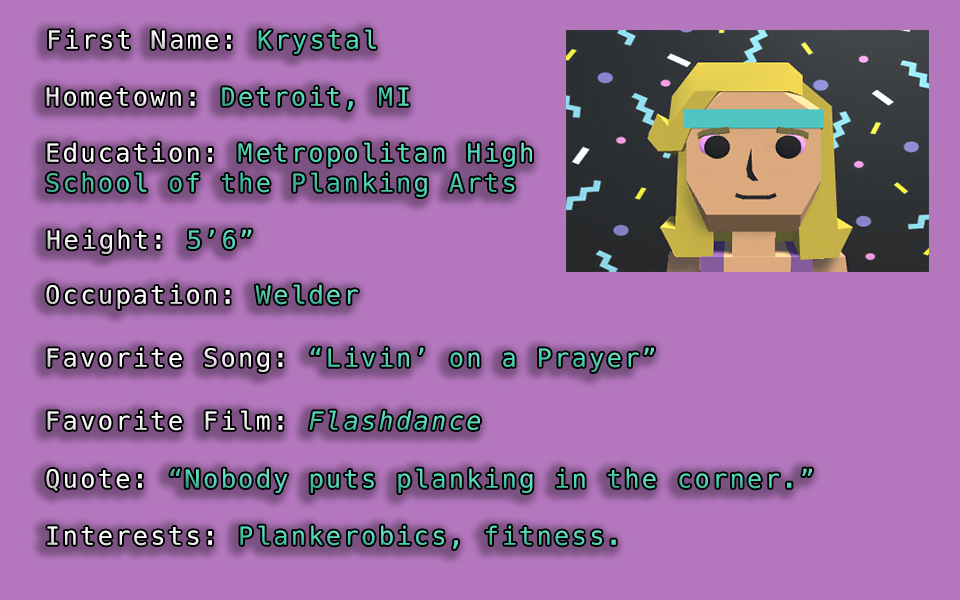 First Name: Krystal
Hometown: Detroit, MI
Education: Metropolitan High
School of the Planking Arts
Height: 5’6”
Occupation: Welder
Favorite Song: “Livin’ on a Prayer”
Favorite Film: Flashdance
Quote: “Nobody puts planking in the corner.”
Interests: Plankerobics, fitness.